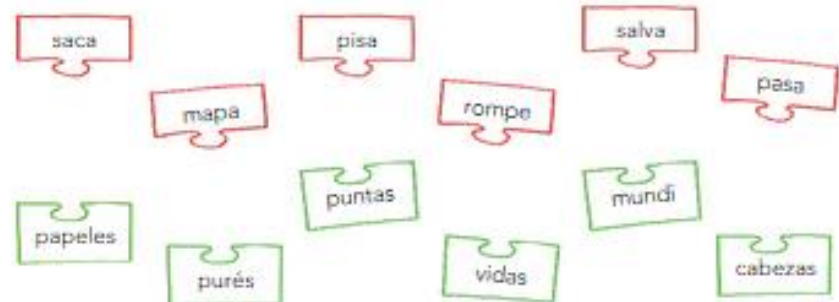 saca
pisa
salva
mapa
rompe
pasa
papeles
purés
puntas
vidas
mundi
cabezas